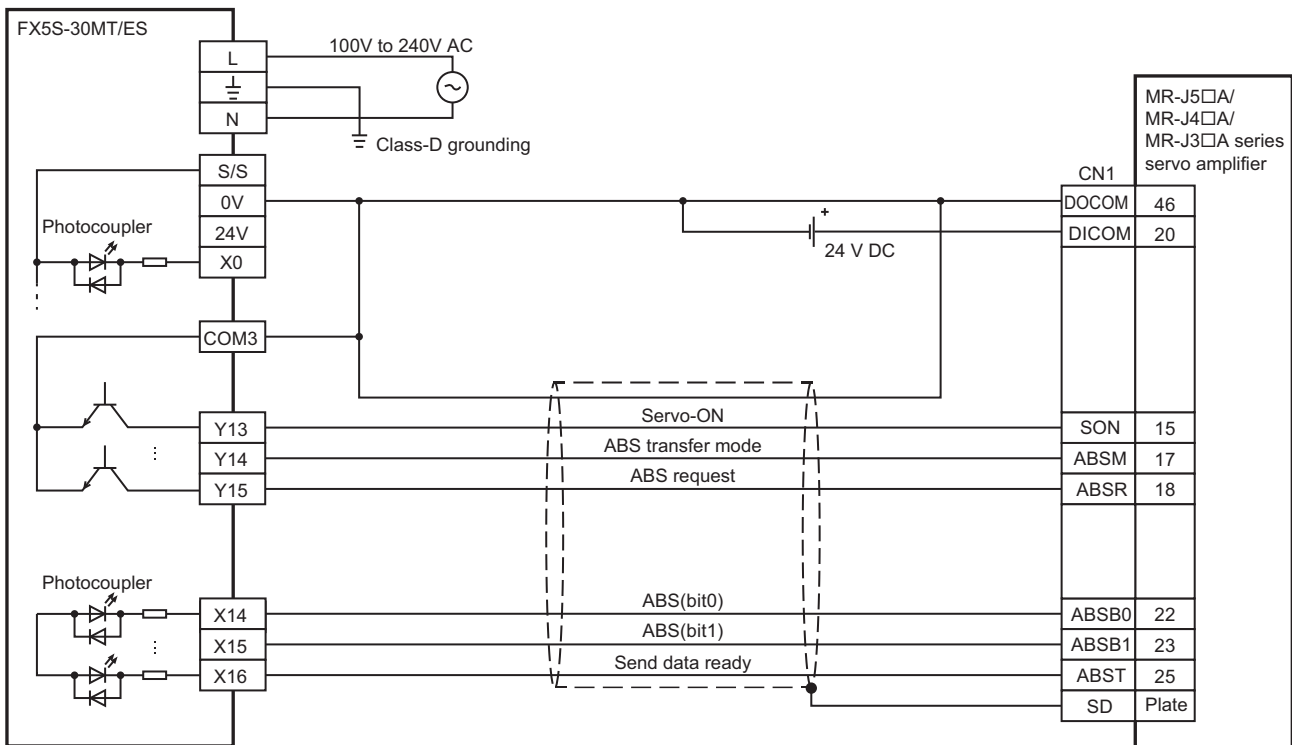 FX5S-30MT/ES
L
100V to 240V AC
N
Class-D grounding
MR-J5□A/
MR-J4□A/
MR-J3□A series
servo amplifier
S/S
CN1
0V
DOCOM 46
Photocoupler
24V
+
24 V DC
DICOM 20
X0
COM3
Y13
Servo-ON
SON 15
Y14
ABS transfer mode
ABSM 17
Y15
ABS request
ABSR 18
Photocoupler
X14
ABS(bit0)
ABSB0 22
X15
ABS(bit1)
ABSB1 23
X16
Send data ready
ABST 25
SD Plate